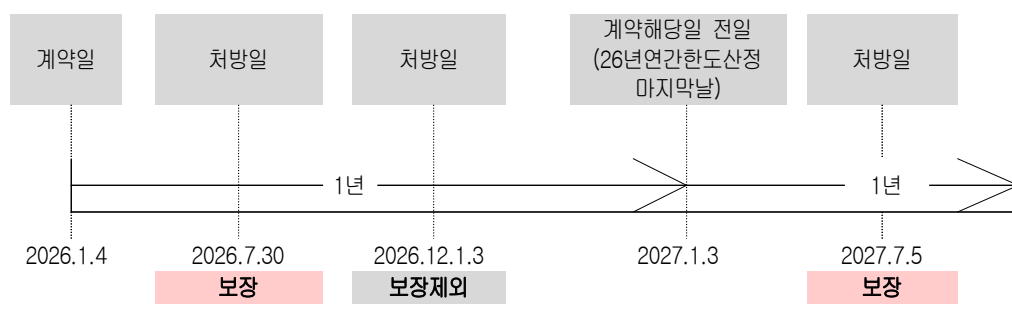 계약일
처방일
처방일
계약해당일 전일
(26년연간한도산정
마지막날)
처방일
1년
1년
2026.1.4
2026.7.30
2026.12.1.3
2027.1.3
2027.7.5
보장
보장제외
보장